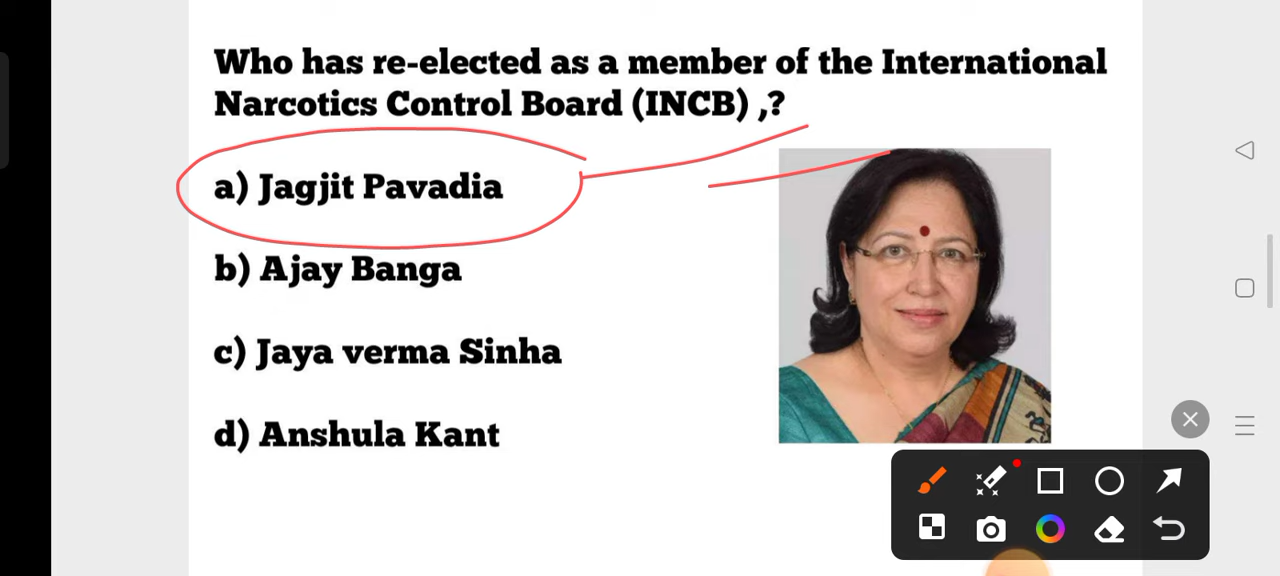 Who has re-elected as a member of the International
Narcotics Control Board (INCB) ,?
a) Jagjit Pavadia
b) Ajay Banga
c) Jaya verma Sinha
d) Anshula Kant